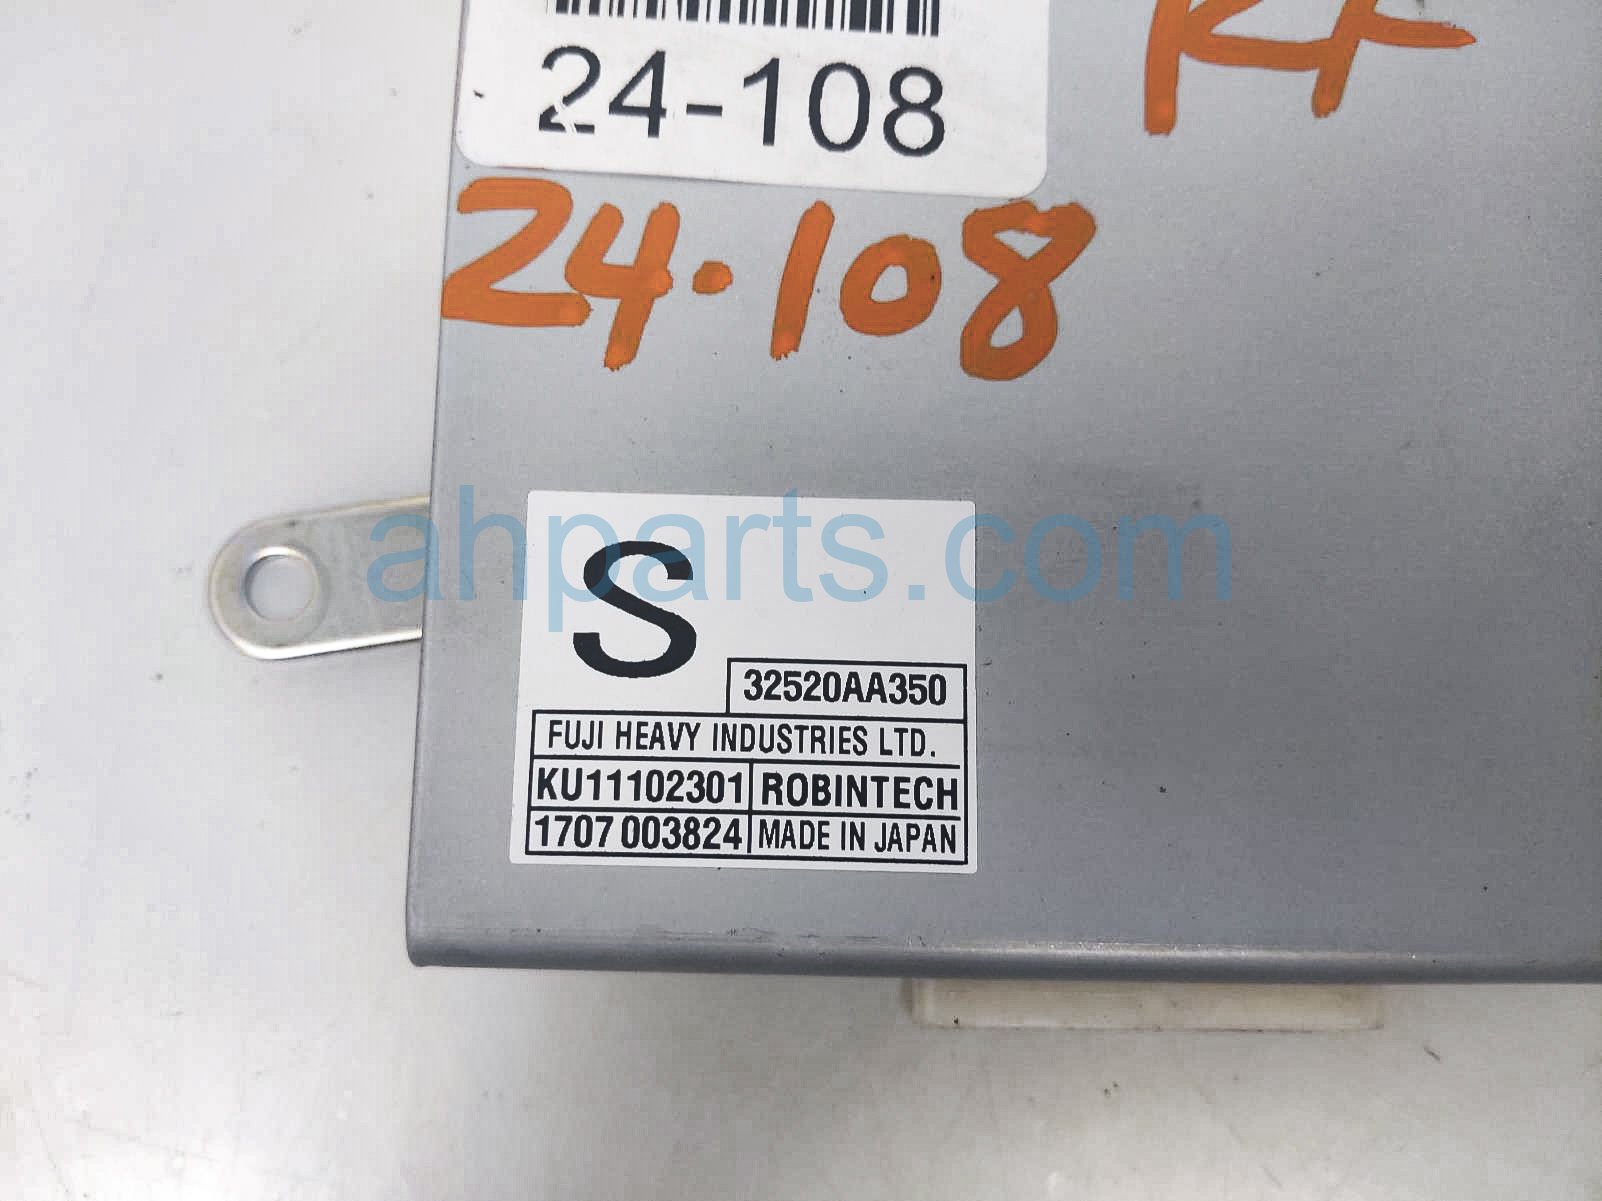 24-108
24·108
ahparts.com
S
32520AA350
FUJI HEAVY INDUSTRIES LTD.
KU11102301 ROBINTECH
1707 003824 MADE IN JAPAN